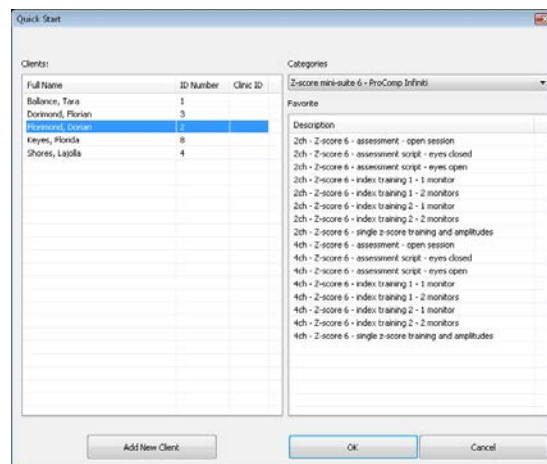 Quick Start
Clients:
Full Name ID Number Clinic ID
Ballance, Tara 1
Dorimond, Florian 3
Florimond, Dorian 2
Keyes, Florida 8
Shores, Lajolla 4
Add New Client
Categories
Z-score mini-suite 6 - ProComp Infiniti
Favorite
Description
2ch - Z-score 6 - assessment - open session
2ch - Z-score 6 - assessment script - eyes closed
2ch - Z-score 6 - assessment script - eyes open
2ch - Z-score 6 - index training 1 - 1 monitor
2ch - Z-score 6 - index training 1 - 2 monitors
2ch - Z-score 6 - index training 2 - 1 monitor
2ch - Z-score 6 - index training 2 - 2 monitors
2ch - Z-score 6 - single z-score training and amplitudes
4ch - Z-score 6 - assessment - open session
4ch - Z-score 6 - assessment script - eyes closed
4ch - Z-score 6 - assessment script - eyes open
4ch - Z-score 6 - index training 1 - 1 monitor
4ch - Z-score 6 - index training 1 - 2 monitors
4ch - Z-score 6 - index training 2 - 1 monitor
4ch - Z-score 6 - index training 2 - 2 monitors
4ch - Z-score 6 - single z-score training and amplitudes
OK
Cancel